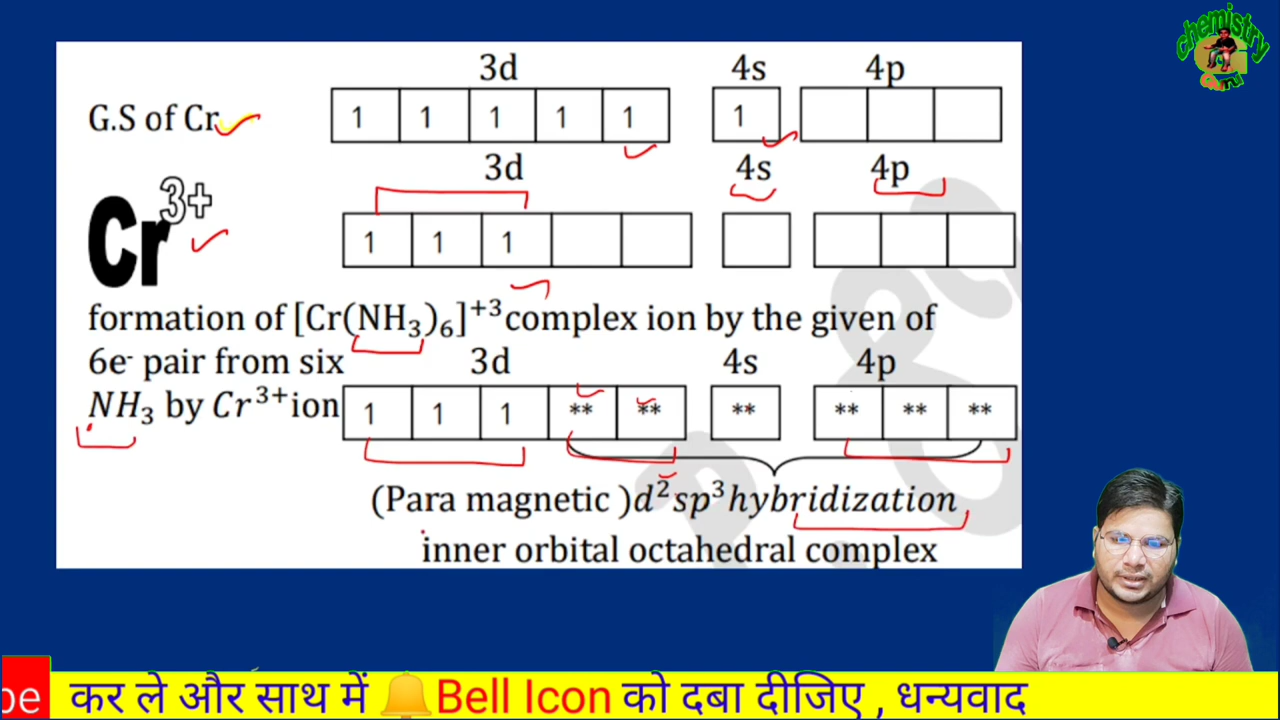 3d 4s 4p
G.S of Cr 1 1 1 1 1 1
3d 4s 4p
Cr³⁺ 1 1 1
formation of [Cr(NH₃)₆]⁺³complex ion by the given of
6e⁻ pair from six 3d 4s 4p
NH₃ by Cr³⁺ion 1 1 1 ** ** ** ** ** **
(Para magnetic )d²sp³hybridization
inner orbital octahedral complex
chemistry
be कर ले और साथ में 🔔Bell Icon को दबा दीजिए , धन्यवाद